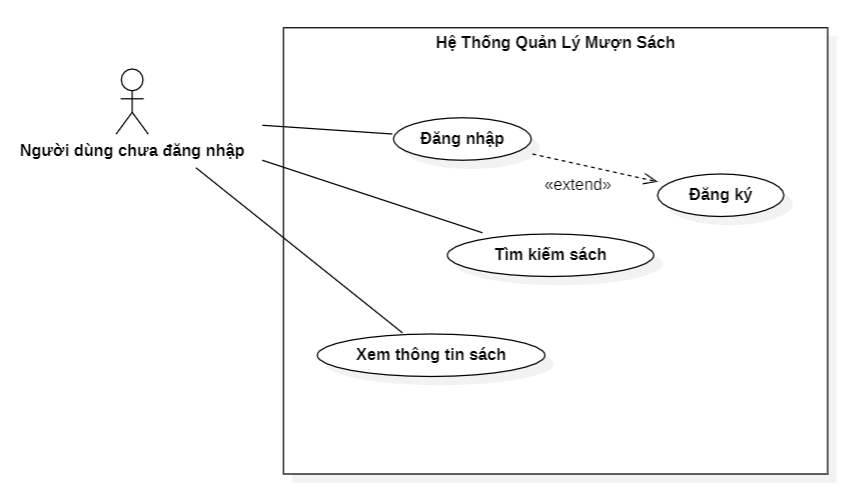 Hệ Thống Quản Lý Mượn Sách
Người dùng chưa đăng nhập
Đăng nhập
«extend»
Đăng ký
Tìm kiếm sách
Xem thông tin sách